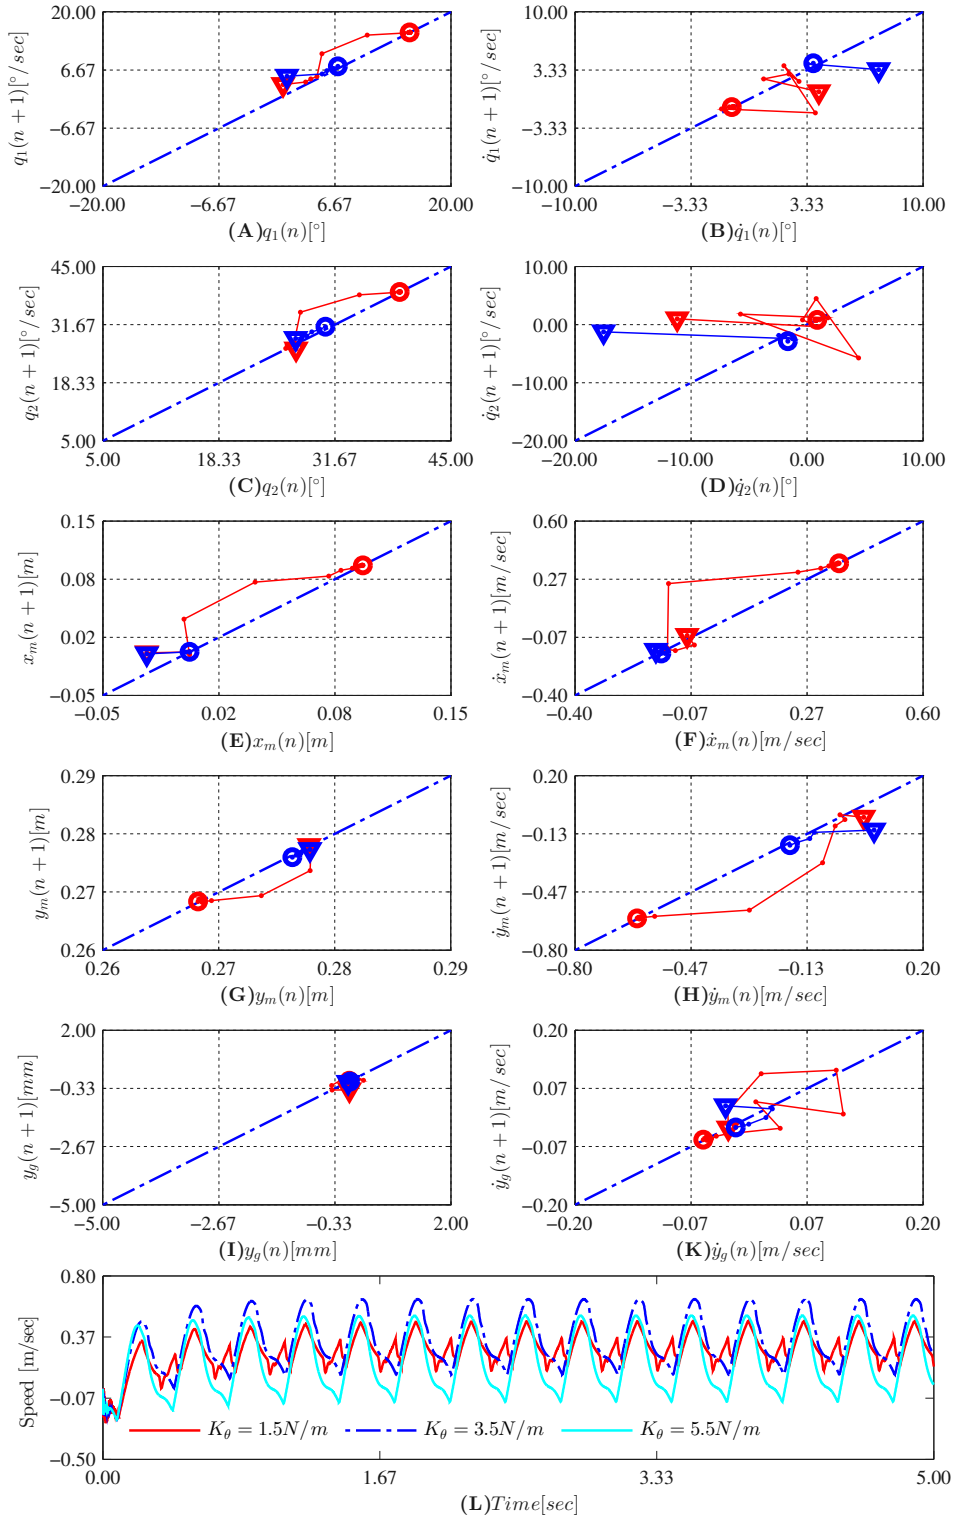 20.00
6.67
−6.67
−20.00
q₁(n + 1)[°/sec]
−20.00 −6.67 6.67 20.00
(A)q₁(n)[°]
10.00
3.33
−3.33
−10.00
q̇₁(n + 1)[°/sec]
−10.00 −3.33 3.33 10.00
(B)q̇₁(n)[°]
45.00
31.67
18.33
5.00
q₂(n + 1)[°/sec]
5.00 18.33 31.67 45.00
(C)q₂(n)[°]
10.00
0.00
−10.00
−20.00
q̇₂(n + 1)[°/sec]
−20.00 −10.00 0.00 10.00
(D)q̇₂(n)[°]
0.15
0.08
0.02
−0.05
xₘ(n + 1)[m]
−0.05 0.02 0.08 0.15
(E)xₘ(n)[m]
0.60
0.27
−0.07
−0.40
ẋₘ(n + 1)[m/sec]
−0.40 −0.07 0.27 0.60
(F)ẋₘ(n)[m/sec]
0.29
0.28
0.27
0.26
yₘ(n + 1)[m]
0.26 0.27 0.28 0.29
(G)yₘ(n)[m]
0.20
−0.13
−0.47
−0.80
ẏₘ(n + 1)[m/sec]
−0.80 −0.47 −0.13 0.20
(H)ẏₘ(n)[m/sec]
2.00
−0.33
−2.67
−5.00
y_g(n + 1)[mm]
−5.00 −2.67 −0.33 2.00
(I)y_g(n)[mm]
0.20
0.07
−0.07
−0.20
ẏ_g(n + 1)[m/sec]
−0.20 −0.07 0.07 0.20
(K)ẏ_g(n)[m/sec]
0.80
0.37
−0.07
−0.50
Speed [m/sec]
K_θ = 1.5N/m K_θ = 3.5N/m K_θ = 5.5N/m
0.00 1.67 3.33 5.00
(L)Time[sec]